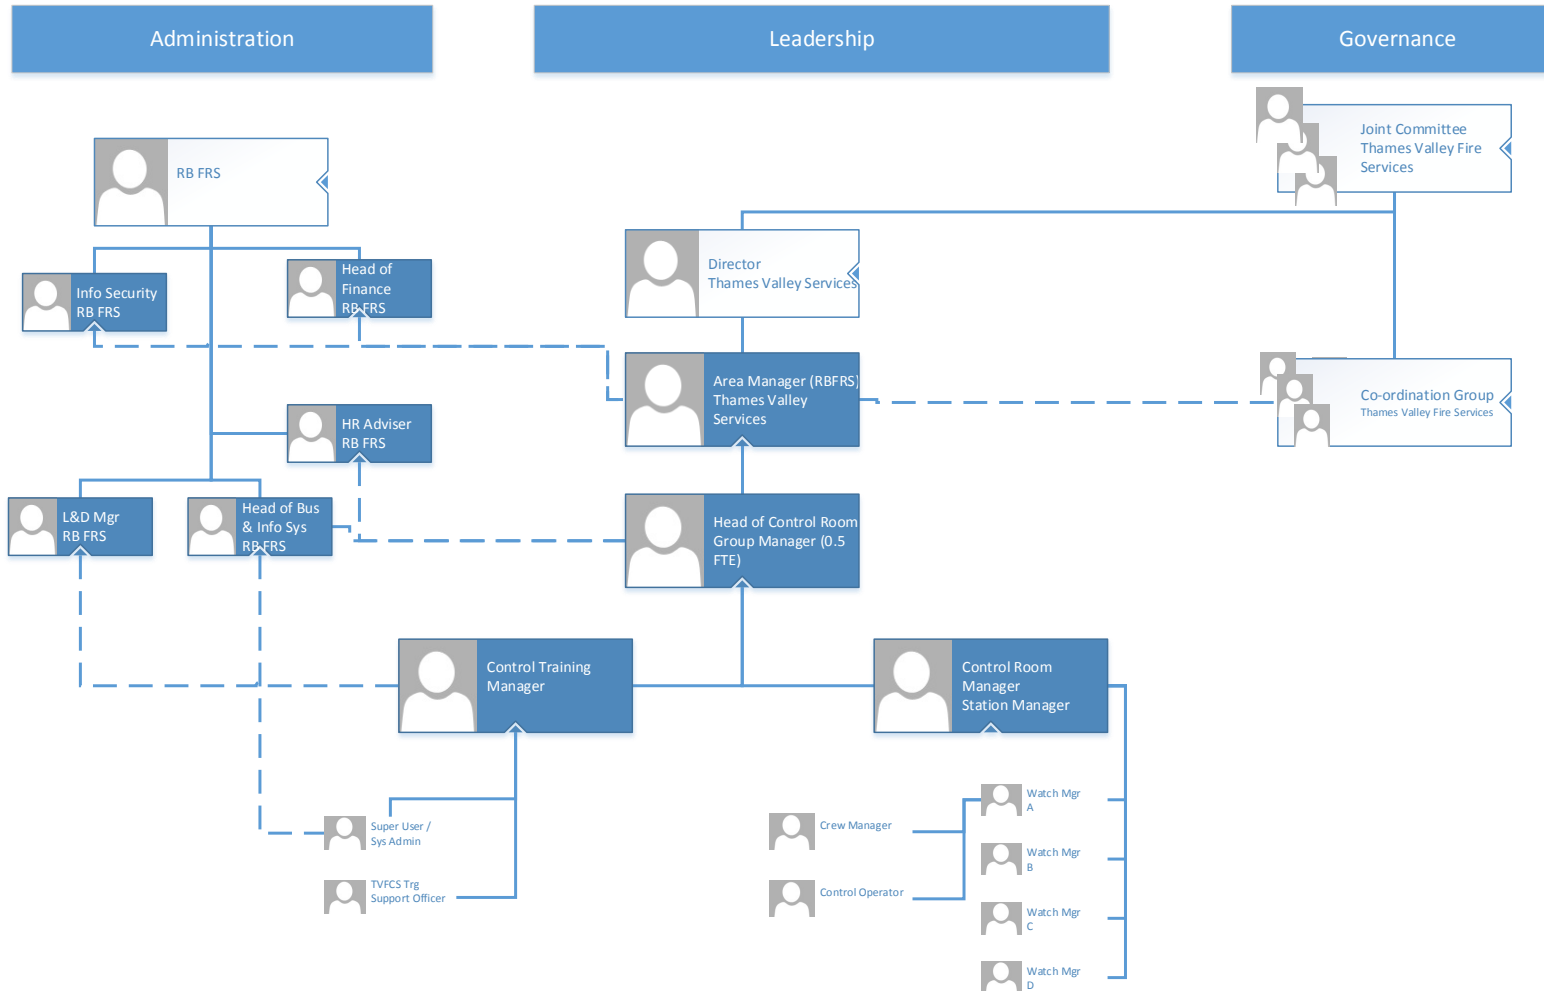 Administration
Leadership
Governance
RB FRS
Info Security
RB FRS
Head of
Finance
RB FRS
HR Adviser
RB FRS
L&D Mgr
RB FRS
Head of Bus
& Info Sys
RB FRS
Director
Thames Valley Services
Area Manager (RBFRS)
Thames Valley
Services
Head of Control Room
Group Manager (0.5
FTE)
Joint Committee
Thames Valley Fire
Services
Co-ordination Group
Thames Valley Fire Services
Control Training
Manager
Control Room
Manager
Station Manager
Super User /
Sys Admin
TVFCS Trg
Support Officer
Crew Manager
Control Operator
Watch Mgr
A
Watch Mgr
B
Watch Mgr
C
Watch Mgr
D